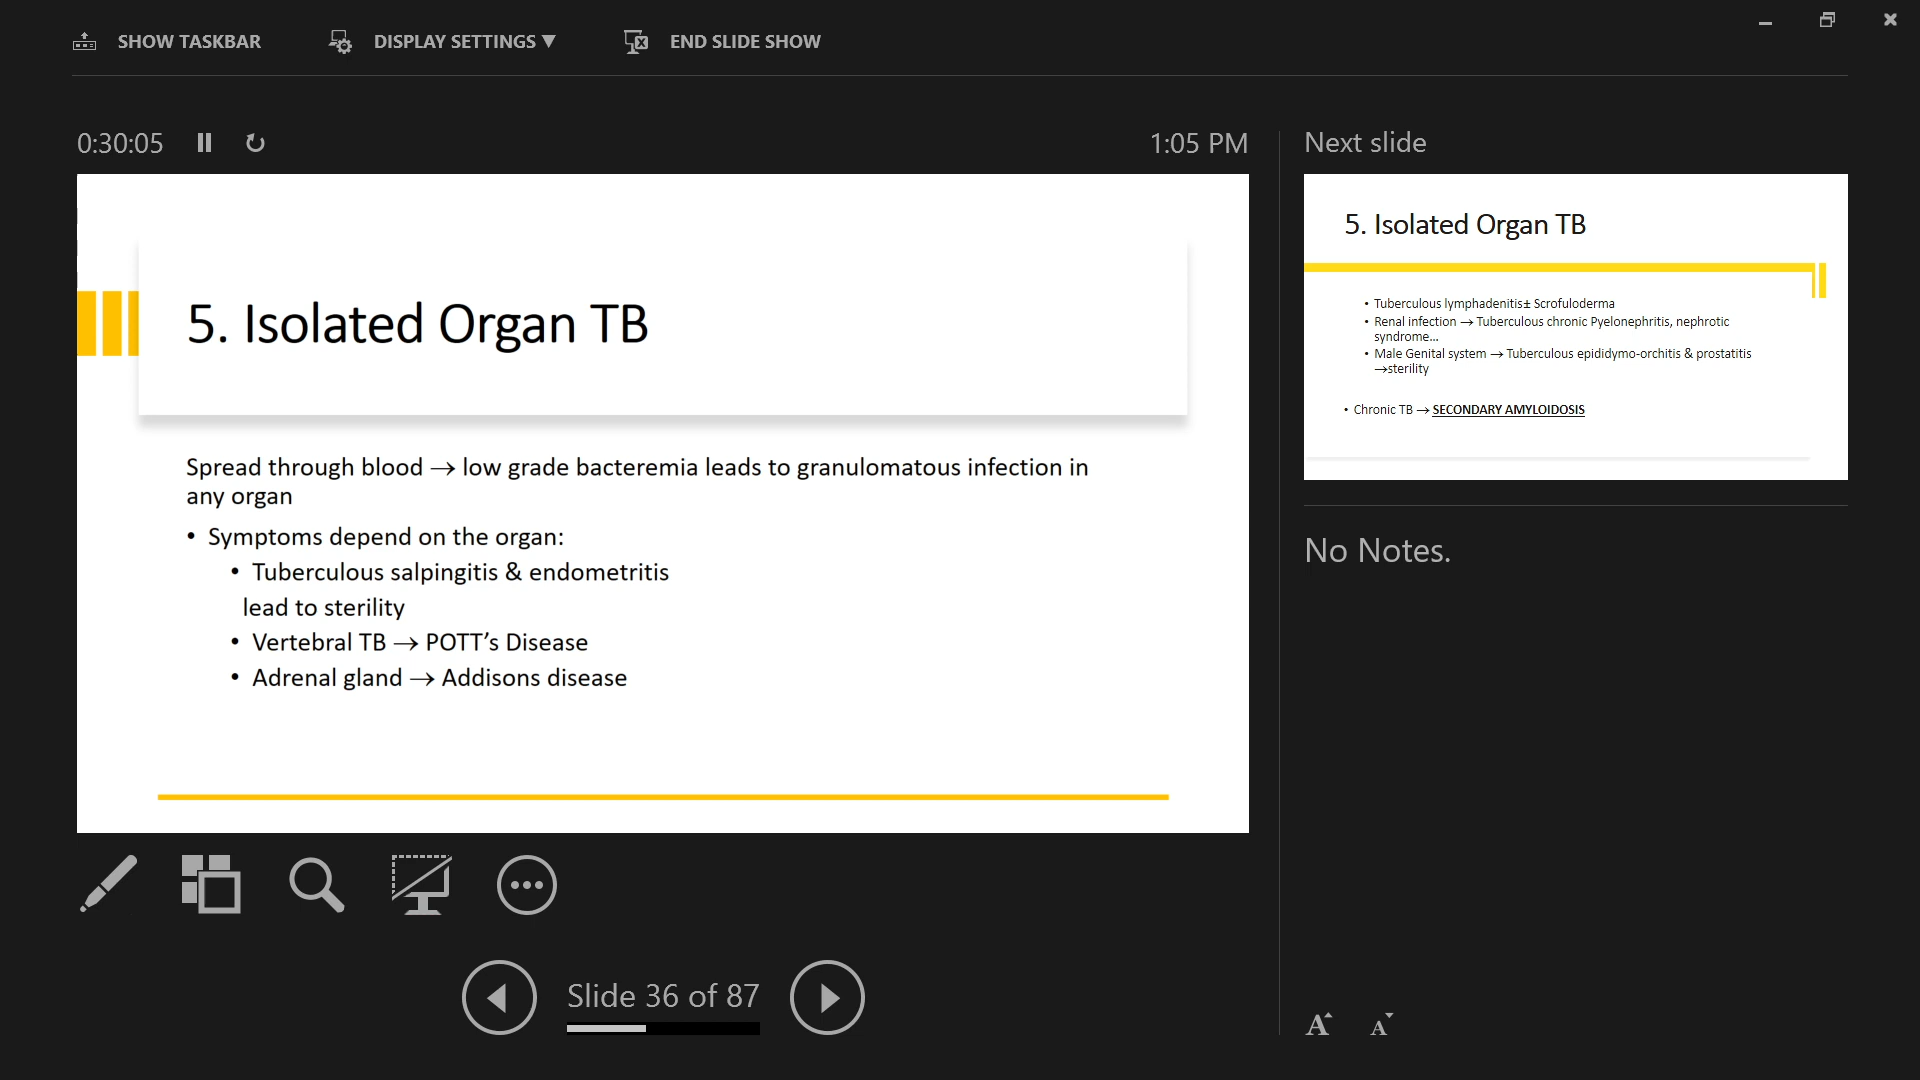 SHOW TASKBAR
DISPLAY SETTINGS ▼
END SLIDE SHOW
0:30:05
1:05 PM
Next slide
5. Isolated Organ TB
Spread through blood → low grade bacteremia leads to granulomatous infection in
any organ
• Symptoms depend on the organ:
• Tuberculous salpingitis & endometritis
lead to sterility
• Vertebral TB → POTT’s Disease
• Adrenal gland → Addisons disease
5. Isolated Organ TB
• Tuberculous lymphadenitis± Scrofuloderma
• Renal infection → Tuberculous chronic Pyelonephritis, nephrotic
syndrome...
• Male Genital system → Tuberculous epididymo-orchitis & prostatitis
→sterility
• Chronic TB → SECONDARY AMYLOIDOSIS
No Notes.
Slide 36 of 87
A A